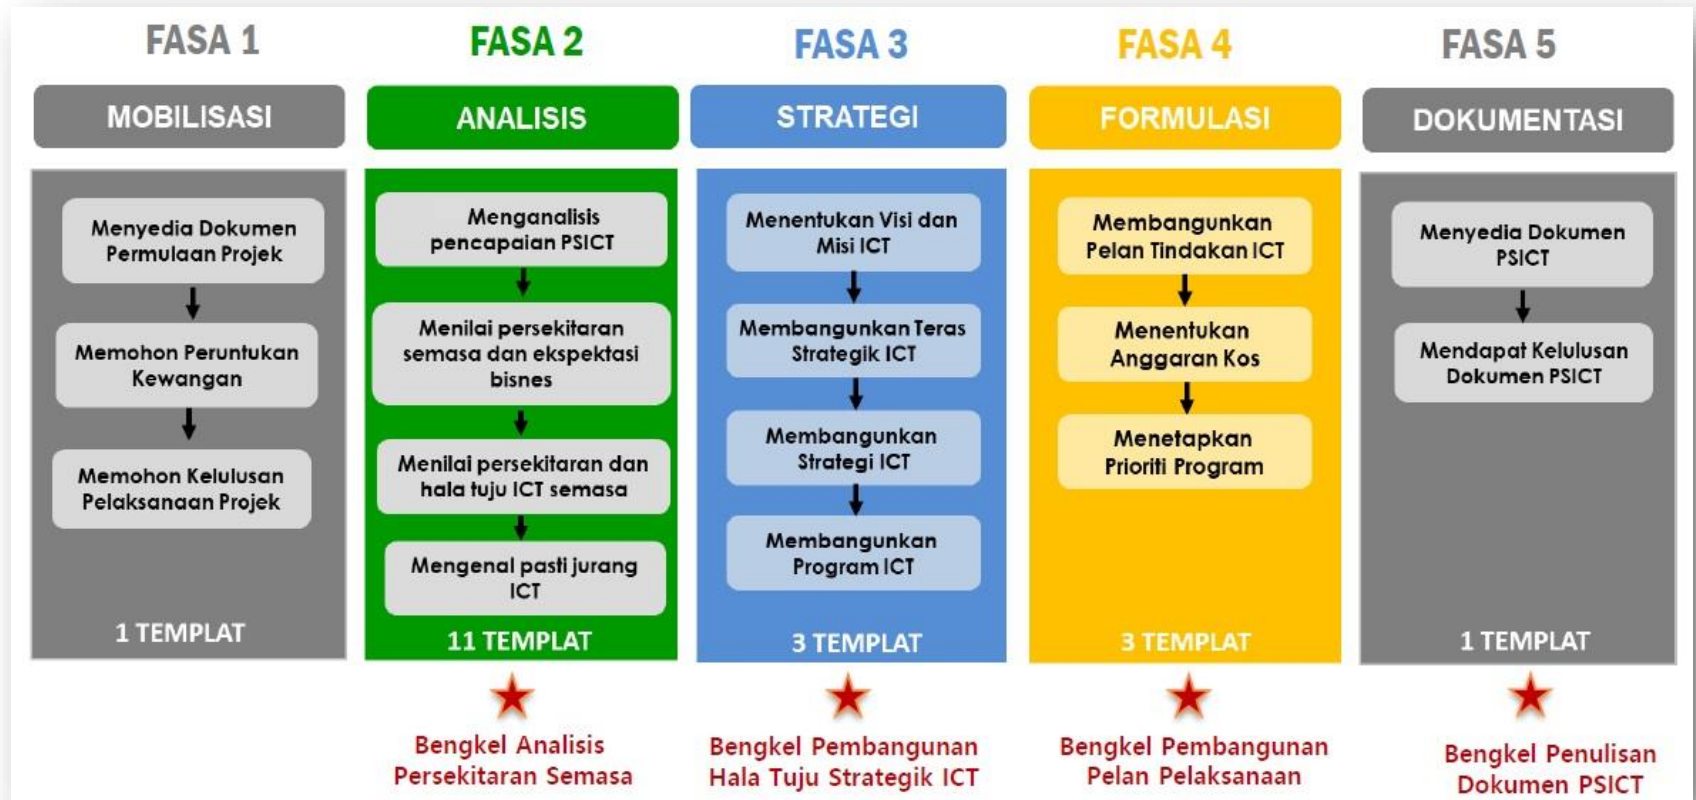 FASA 1
MOBILISASI
Menyedia Dokumen
Permulaan Projek
Memohon Peruntukan
Kewangan
Memohon Kelulusan
Pelaksanaan Projek
1 TEMPLAT
FASA 2
ANALISIS
Menganalisis
pencapaian PSICT
Menilai persekitaran
semasa dan ekspektasi
bisnes
Menilai persekitaran dan
hala tuju ICT semasa
Mengenal pasti jurang
ICT
11 TEMPLAT
Bengkel Analisis
Persekitaran Semasa
FASA 3
STRATEGI
Menentukan Visi dan
Misi ICT
Membangunkan Teras
Strategik ICT
Membangunkan
Strategi ICT
Membangunkan
Program ICT
3 TEMPLAT
Bengkel Pembangunan
Hala Tuju Strategik ICT
FASA 4
FORMULASI
Membangunkan
Pelan Tindakan ICT
Menentukan
Anggaran Kos
Menetapkan
Prioriti Program
3 TEMPLAT
Bengkel Pembangunan
Pelan Pelaksanaan
FASA 5
DOKUMENTASI
Menyedia Dokumen
PSICT
Mendapat Kelulusan
Dokumen PSICT
1 TEMPLAT
Bengkel Penulisan
Dokumen PSICT